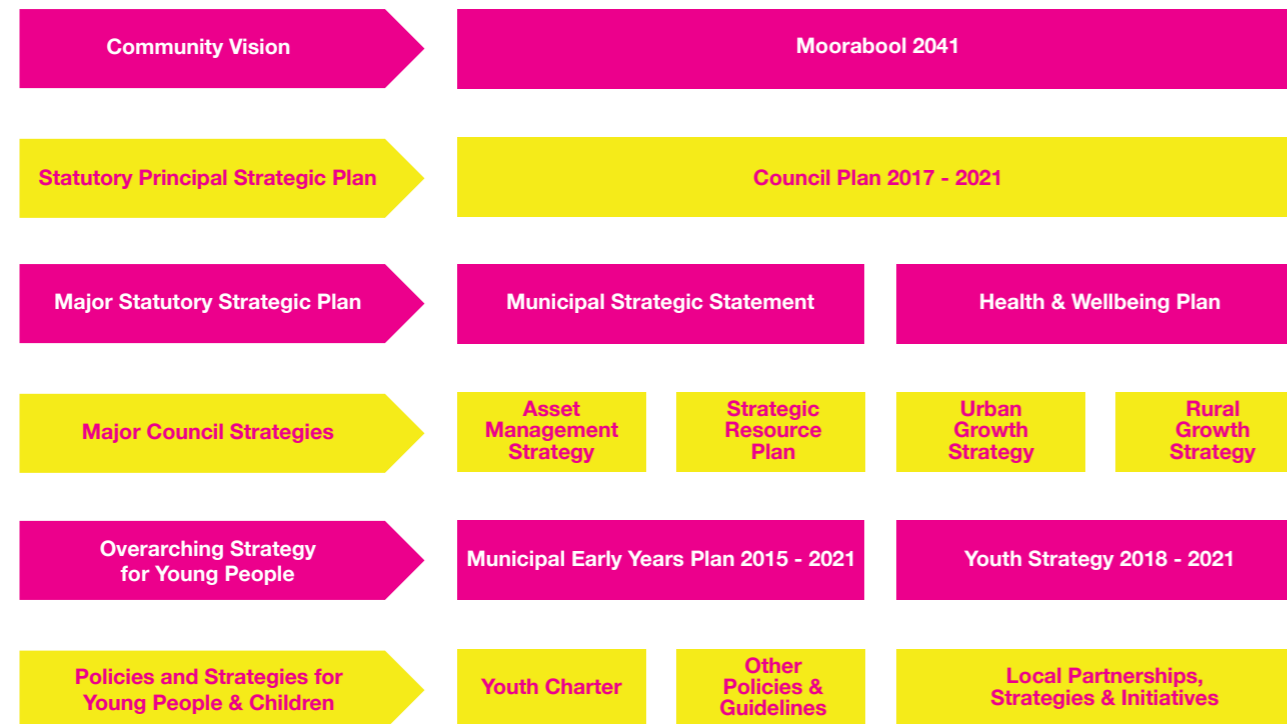 Community Vision
Moorabool 2041
Statutory Principal Strategic Plan
Council Plan 2017 - 2021
Major Statutory Strategic Plan
Municipal Strategic Statement
Health & Wellbeing Plan
Major Council Strategies
Asset
Management
Strategy
Strategic
Resource
Plan
Urban
Growth
Strategy
Rural
Growth
Strategy
Overarching Strategy
for Young People
Municipal Early Years Plan 2015 - 2021
Youth Strategy 2018 - 2021
Policies and Strategies for
Young People & Children
Youth Charter
Other
Policies &
Guidelines
Local Partnerships,
Strategies & Initiatives